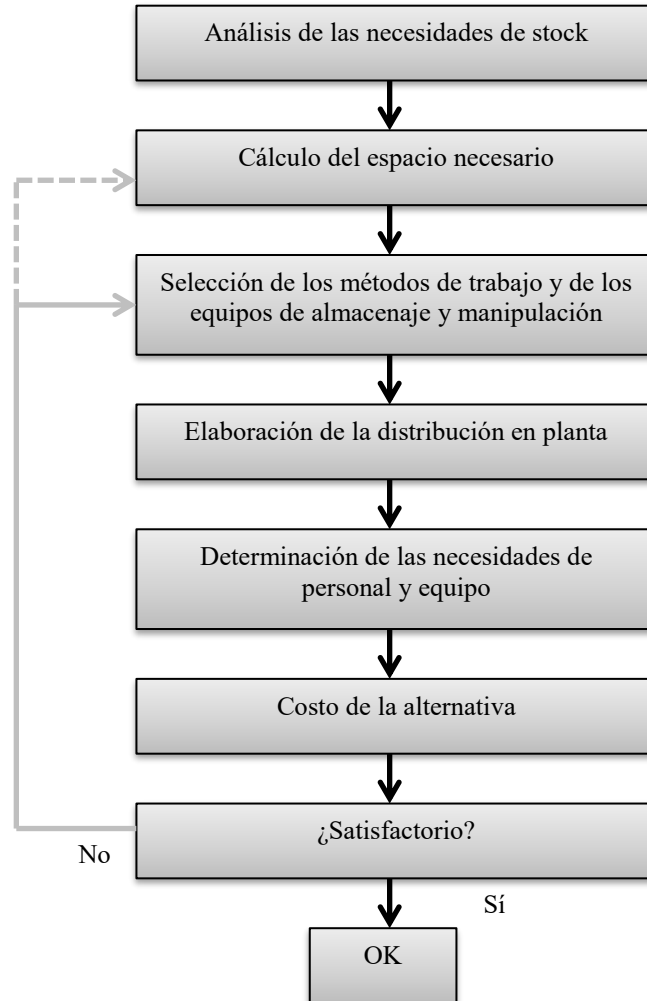 Análisis de las necesidades de stock
Cálculo del espacio necesario
Selección de los métodos de trabajo y de los
equipos de almacenaje y manipulación
Elaboración de la distribución en planta
Determinación de las necesidades de
personal y equipo
Costo de la alternativa
¿Satisfactorio?
No
Sí
OK